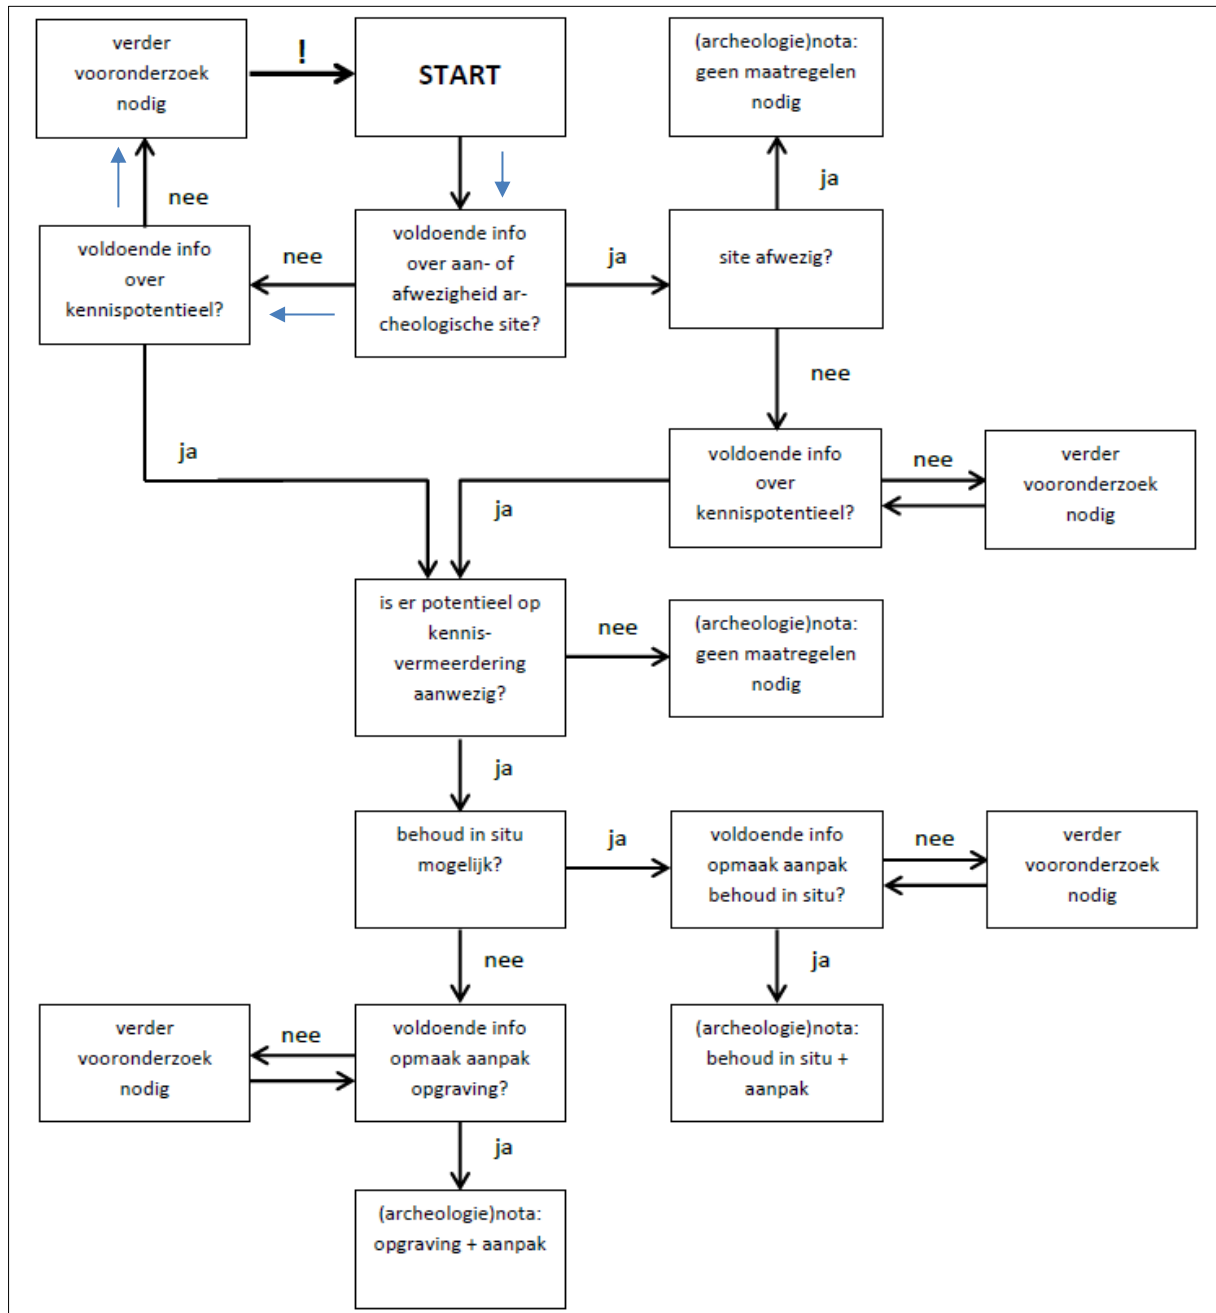 verder
vooronderzoek
nodig
!
START
(archeologie)nota:
geen maatregelen
nodig
nee
ja
voldoende info
over
kennispotentieel?
nee
voldoende info
over aan- of
afwezigheid ar-
cheologische site?
ja
site afwezig?
nee
ja
voldoende info
over
kennispotentieel?
nee
verder
vooronderzoek
nodig
ja
is er potentieel op
kennis-
vermeerdering
aanwezig?
nee
(archeologie)nota:
geen maatregelen
nodig
ja
behoud in situ
mogelijk?
ja
voldoende info
opmaak aanpak
behoud in situ?
nee
verder
vooronderzoek
nodig
nee
ja
verder
vooronderzoek
nodig
nee
voldoende info
opmaak aanpak
opgraving?
(archeologie)nota:
behoud in situ +
aanpak
ja
(archeologie)nota:
opgraving + aanpak